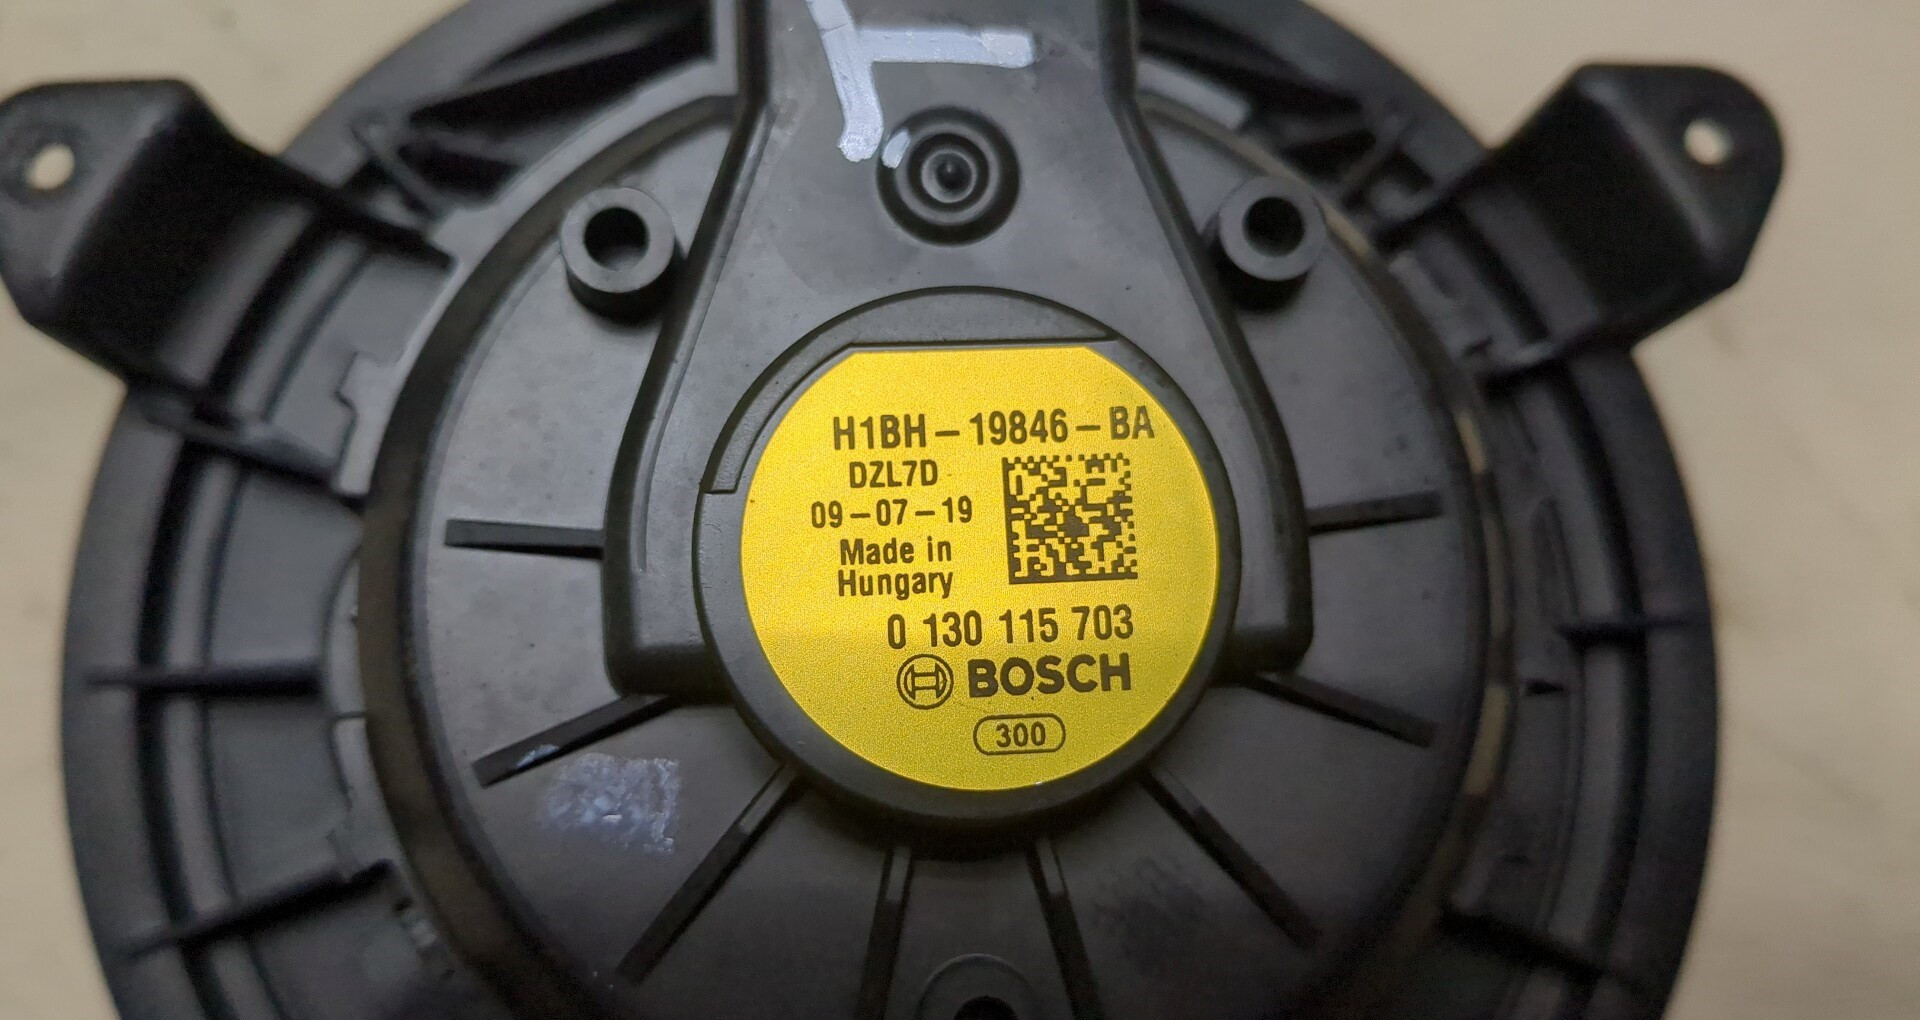 H1BH-19846-BA
DZL7D
09-07-19
Made in
Hungary
0 130 115 703
BOSCH
300